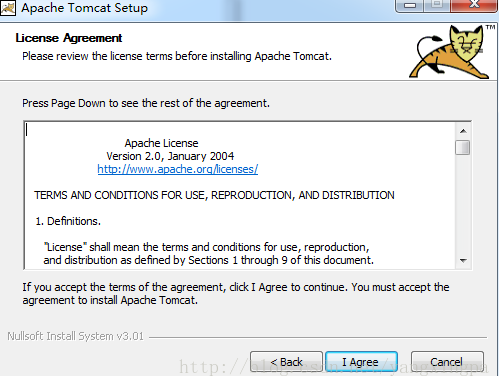 Apache Tomcat Setup
License Agreement
Please review the license terms before installing Apache Tomcat.
Press Page Down to see the rest of the agreement.
Apache License
Version 2.0, January 2004
http://www.apache.org/licenses/
TERMS AND CONDITIONS FOR USE, REPRODUCTION, AND DISTRIBUTION
1. Definitions.
"License" shall mean the terms and conditions for use, reproduction,
and distribution as defined by Sections 1 through 9 of this document.
If you accept the terms of the agreement, click I Agree to continue. You must accept the
agreement to install Apache Tomcat.
Nullsoft Install System v3.01
< Back I Agree Cancel